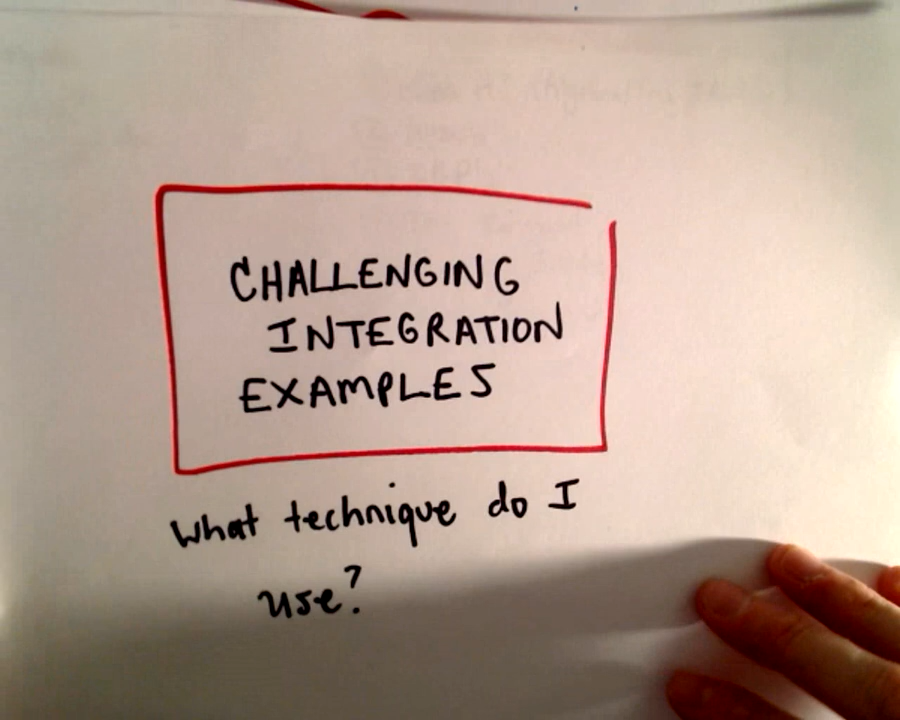 CHALLENGING
INTEGRATION
EXAMPLES
What technique do I
use?